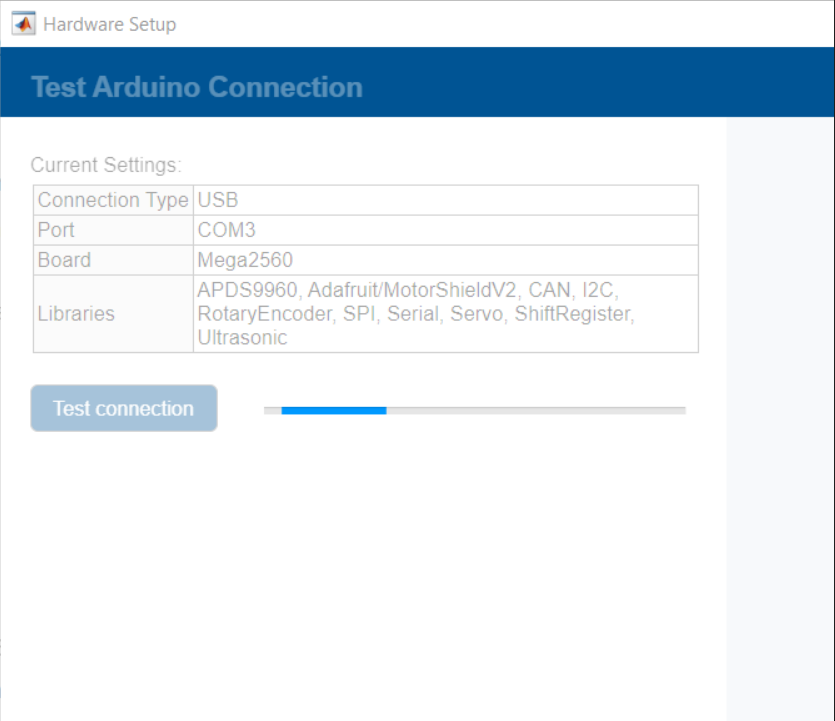 Hardware Setup
Test Arduino Connection
Current Settings:
Connection Type USB
Port COM3
Board Mega2560
Libraries APDS9960, Adafruit/MotorShieldV2, CAN, I2C,
RotaryEncoder, SPI, Serial, Servo, ShiftRegister,
Ultrasonic
Test connection